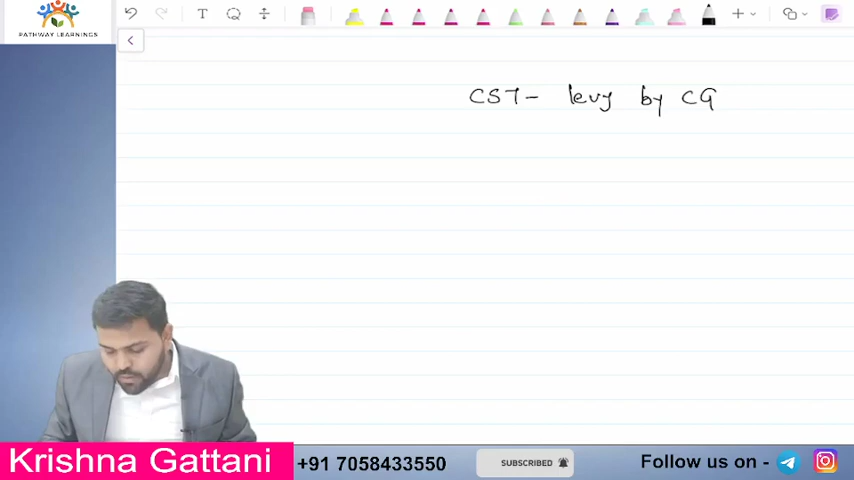 PATHWAY LEARNINGS
CST- levy by CG
Krishna Gattani
+91 7058433550
SUBSCRIBED
Follow us on -